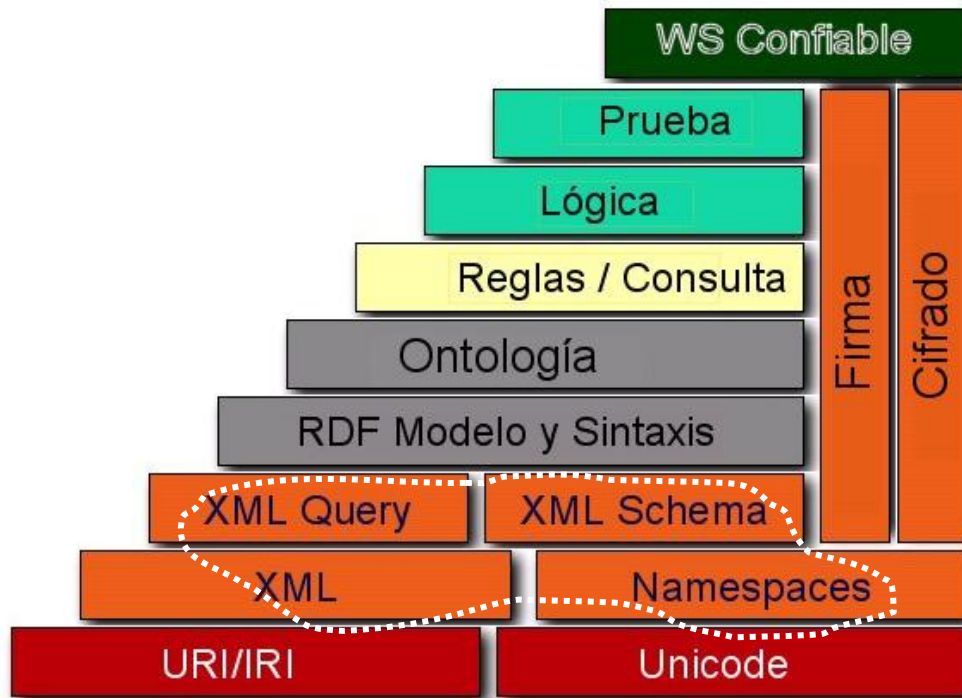 WS Confiable
Prueba
Lógica
Reglas / Consulta
Ontología
RDF Modelo y Sintaxis
Firma
Cifrado
XML Query
XML Schema
XML
Namespaces
URI/IRI
Unicode